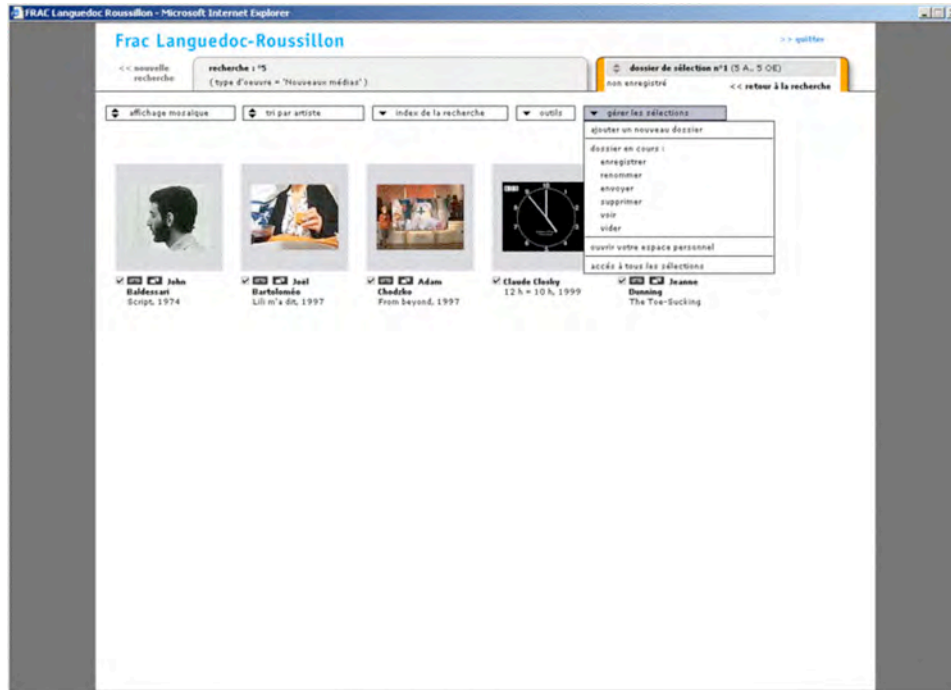 FRAC Languedoc Roussillon - Microsoft Internet Explorer
Frac Languedoc-Roussillon
>> quitter
<< nouvelle
recherche
recherche : n°5
( type d'oeuvre = 'Nouveaux médias' )
dossier de sélection n°1 (5 A., 5 OE)
non enregistré
<< retour à la recherche
affichage mosaique
tri par artiste
index de la recherche
outils
gérer les sélections
ajouter un nouveau dossier
dossier en cours :
enregistrer
renommer
envoyer
supprimer
voir
vider
ouvrir votre espace personnel
accés à tous les sélections
John
Baldessari
Script, 1974
Joël
Bartoloméo
Lili m'a dit, 1997
Adam
Chodzko
From beyond, 1997
Claude Closky
12 h = 10 h, 1999
Jeanne
Dunning
The Toe-Sucking